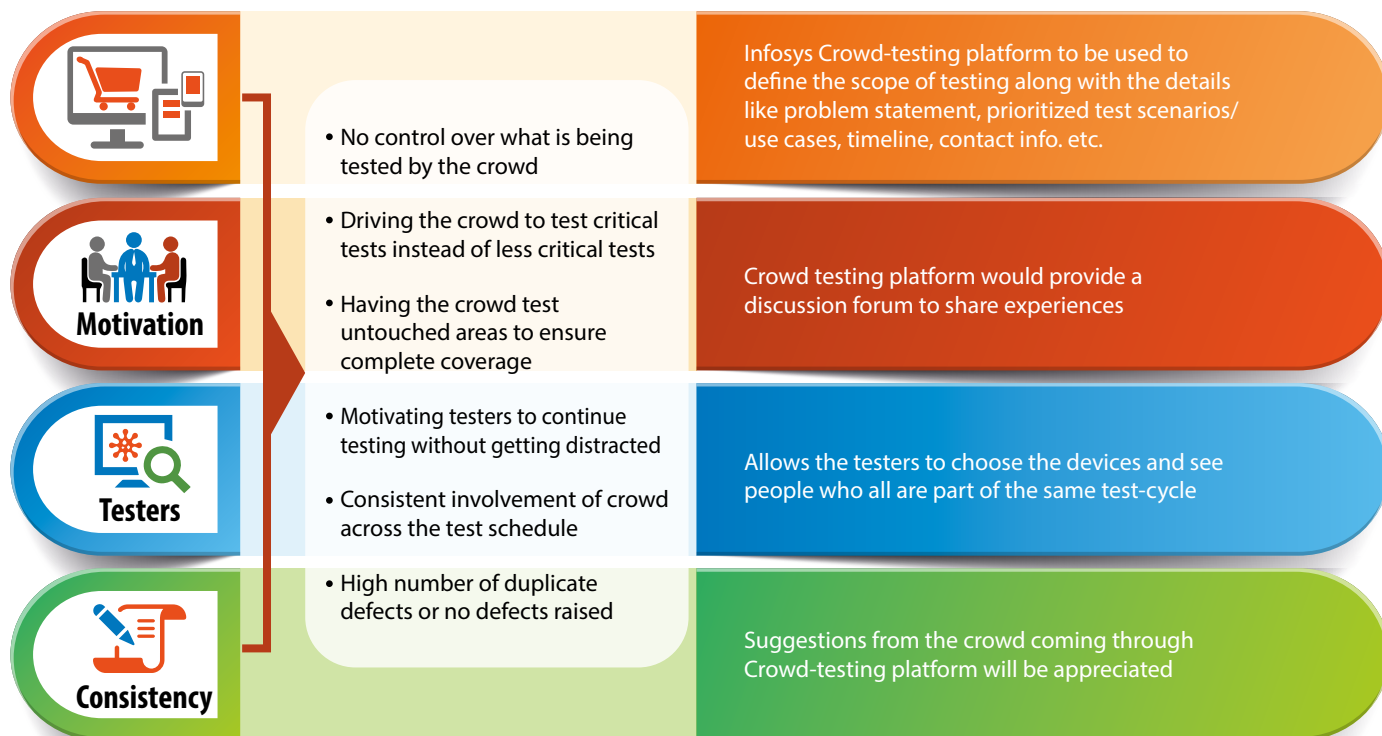 Motivation
Testers
Consistency
• No control over what is being
tested by the crowd
• Driving the crowd to test critical
tests instead of less critical tests
• Having the crowd test
untouched areas to ensure
complete coverage
• Motivating testers to continue
testing without getting distracted
• Consistent involvement of crowd
across the test schedule
• High number of duplicate
defects or no defects raised
Infosys Crowd-testing platform to be used to
define the scope of testing along with the details
like problem statement, prioritized test scenarios/
use cases, timeline, contact info. etc.
Crowd testing platform would provide a
discussion forum to share experiences
Allows the testers to choose the devices and see
people who all are part of the same test-cycle
Suggestions from the crowd coming through
Crowd-testing platform will be appreciated